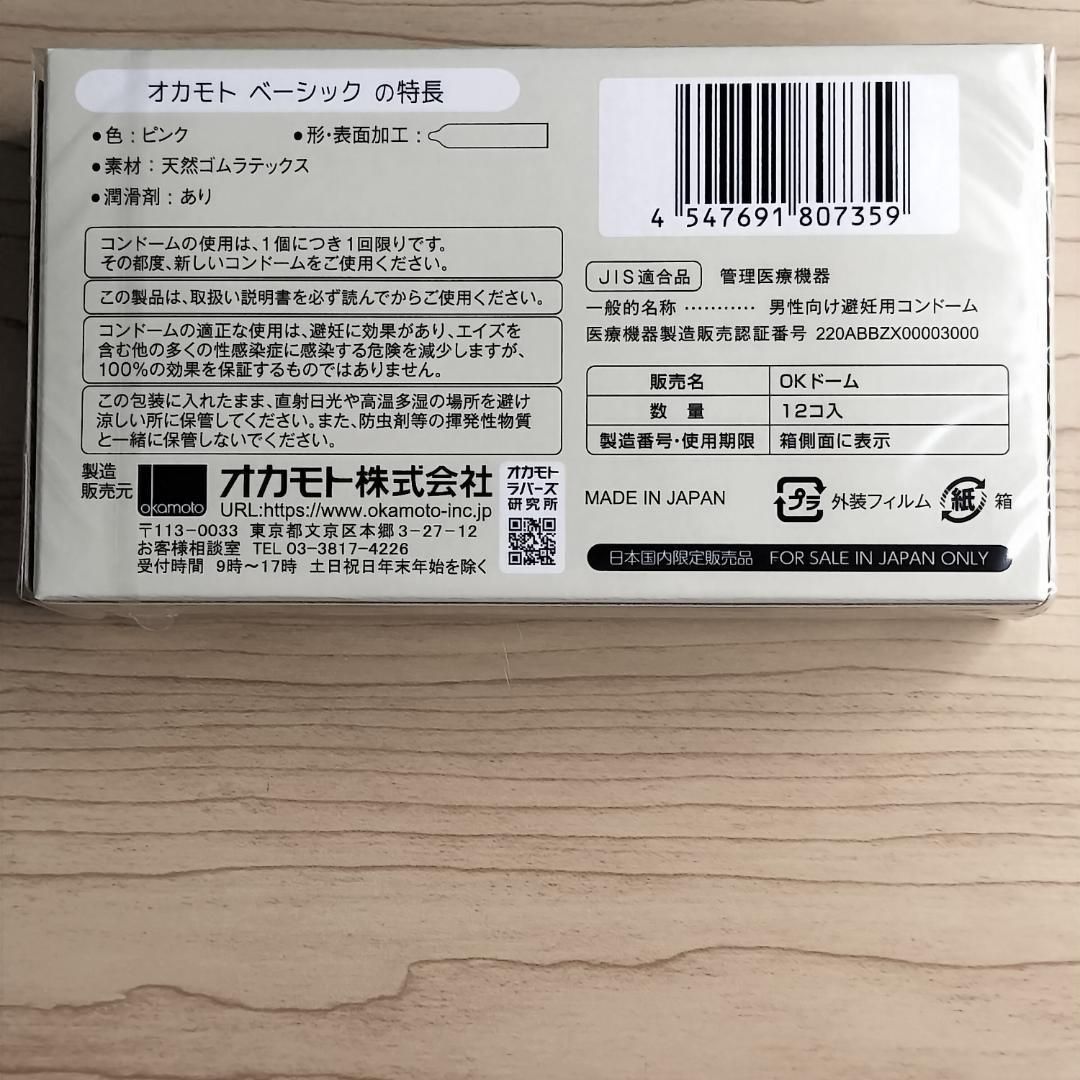 オカモト ベーシック の特長
●色：ピンク
●形・表面加工：
●素材：天然ゴムラテックス
●潤滑剤：あり
コンドームの使用は、1個につき1回限りです。
その都度、新しいコンドームをご使用ください。
この製品は、取扱い説明書を必ず読んでからご使用ください。
コンドームの適正な使用は、避妊に効果があり、エイズを
含む他の多くの性感染症に感染する危険を減少しますが、
100%の効果を保証するものではありません。
この包装に入れたまま、直射日光や高温多湿の場所を避け
涼しい所に保管してください。また、防虫剤等の揮発性物質
と一緒に保管しないでください。
製造
販売元
okamoto
オカモト株式会社
URL:https://www.okamoto-inc.jp
〒113-0033 東京都文京区本郷3-27-12
お客様相談室 TEL 03-3817-4226
受付時間 9時〜17時 土日祝日年末年始を除く
オカモト
ラバーズ
研究所
4 547691 807359
JIS適合品 管理医療機器
一般的名称 ………… 男性向け避妊用コンドーム
医療機器製造販売認証番号 220ABBZX00003000
販売名 OKドーム
数 量 12コ入
製造番号・使用期限 箱側面に表示
MADE IN JAPAN
プラ 外装フィルム 紙 箱
日本国内限定販売品 FOR SALE IN JAPAN ONLY